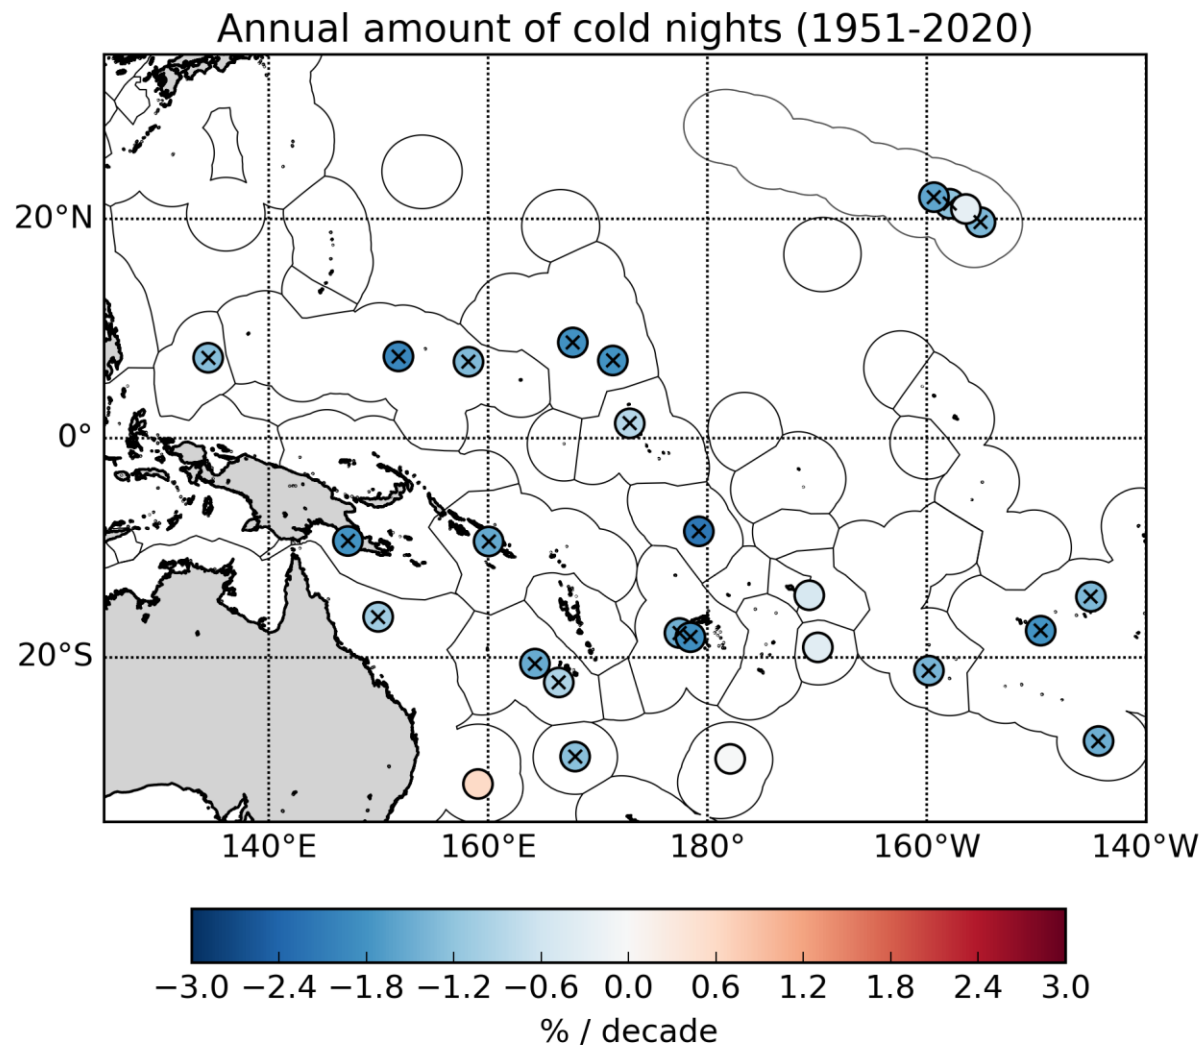 Annual amount of cold nights (1951-2020)
20°N
0°
20°S
140°E 160°E 180° 160°W 140°W
−3.0 −2.4 −1.8 −1.2 −0.6 0.0 0.6 1.2 1.8 2.4 3.0
% / decade